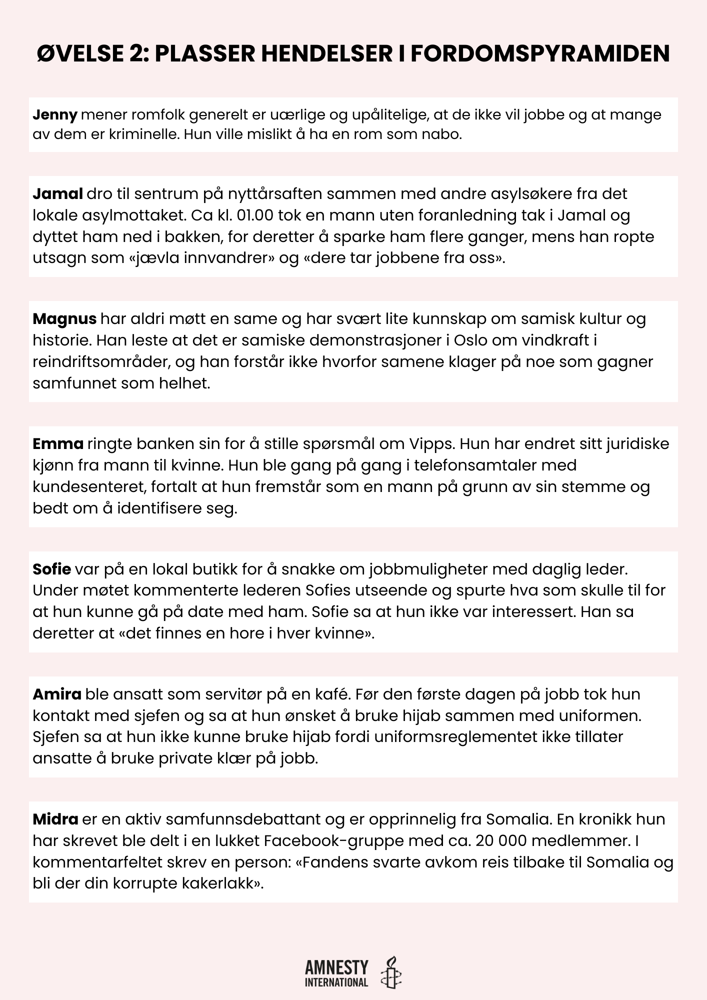 ØVELSE 2: PLASSER HENDELSER I FORDOMSPYRAMIDEN
Jenny mener romfolk generelt er uærlige og upålitelige, at de ikke vil jobbe og at mange
av dem er kriminelle. Hun ville mislikt å ha en rom som nabo.
Jamal dro til sentrum på nyttårsaften sammen med andre asylsøkere fra det
lokale asylmottaket. Ca kl. 01.00 tok en mann uten foranledning tak i Jamal og
dyttet ham ned i bakken, for deretter å sparke ham flere ganger, mens han ropte
utsagn som «jævla innvandrer» og «dere tar jobbene fra oss».
Magnus har aldri møtt en same og har svært lite kunnskap om samisk kultur og
historie. Han leste at det er samiske demonstrasjoner i Oslo om vindkraft i
reindriftsområder, og han forstår ikke hvorfor samene klager på noe som gagner
samfunnet som helhet.
Emma ringte banken sin for å stille spørsmål om Vipps. Hun har endret sitt juridiske
kjønn fra mann til kvinne. Hun ble gang på gang i telefonsamtaler med
kundesenteret, fortalt at hun fremstår som en mann på grunn av sin stemme og
bedt om å identifisere seg.
Sofie var på en lokal butikk for å snakke om jobbmuligheter med daglig leder.
Under møtet kommenterte lederen Sofies utseende og spurte hva som skulle til for
at hun kunne gå på date med ham. Sofie sa at hun ikke var interessert. Han sa
deretter at «det finnes en hore i hver kvinne».
Amira ble ansatt som servitør på en kafé. Før den første dagen på jobb tok hun
kontakt med sjefen og sa at hun ønsket å bruke hijab sammen med uniformen.
Sjefen sa at hun ikke kunne bruke hijab fordi uniformsreglementet ikke tillater
ansatte å bruke private klær på jobb.
Midra er en aktiv samfunnsdebattant og er opprinnelig fra Somalia. En kronikk hun
har skrevet ble delt i en lukket Facebook-gruppe med ca. 20 000 medlemmer. I
kommentarfeltet skrev en person: «Fandens svarte avkom reis tilbake til Somalia og
bli der din korrupte kakerlakk».
AMNESTY
INTERNATIONAL